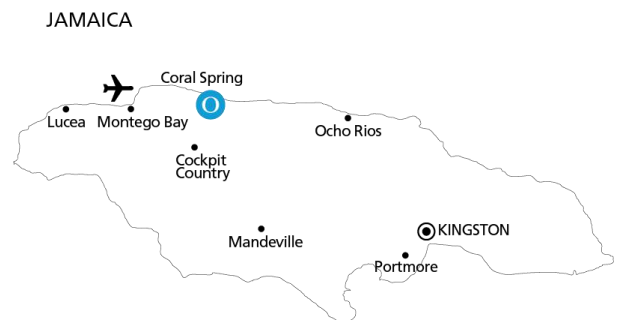 JAMAICA
Coral Spring
O
Lucea
Montego Bay
Ocho Rios
Cockpit
Country
Mandeville
KINGSTON
Portmore